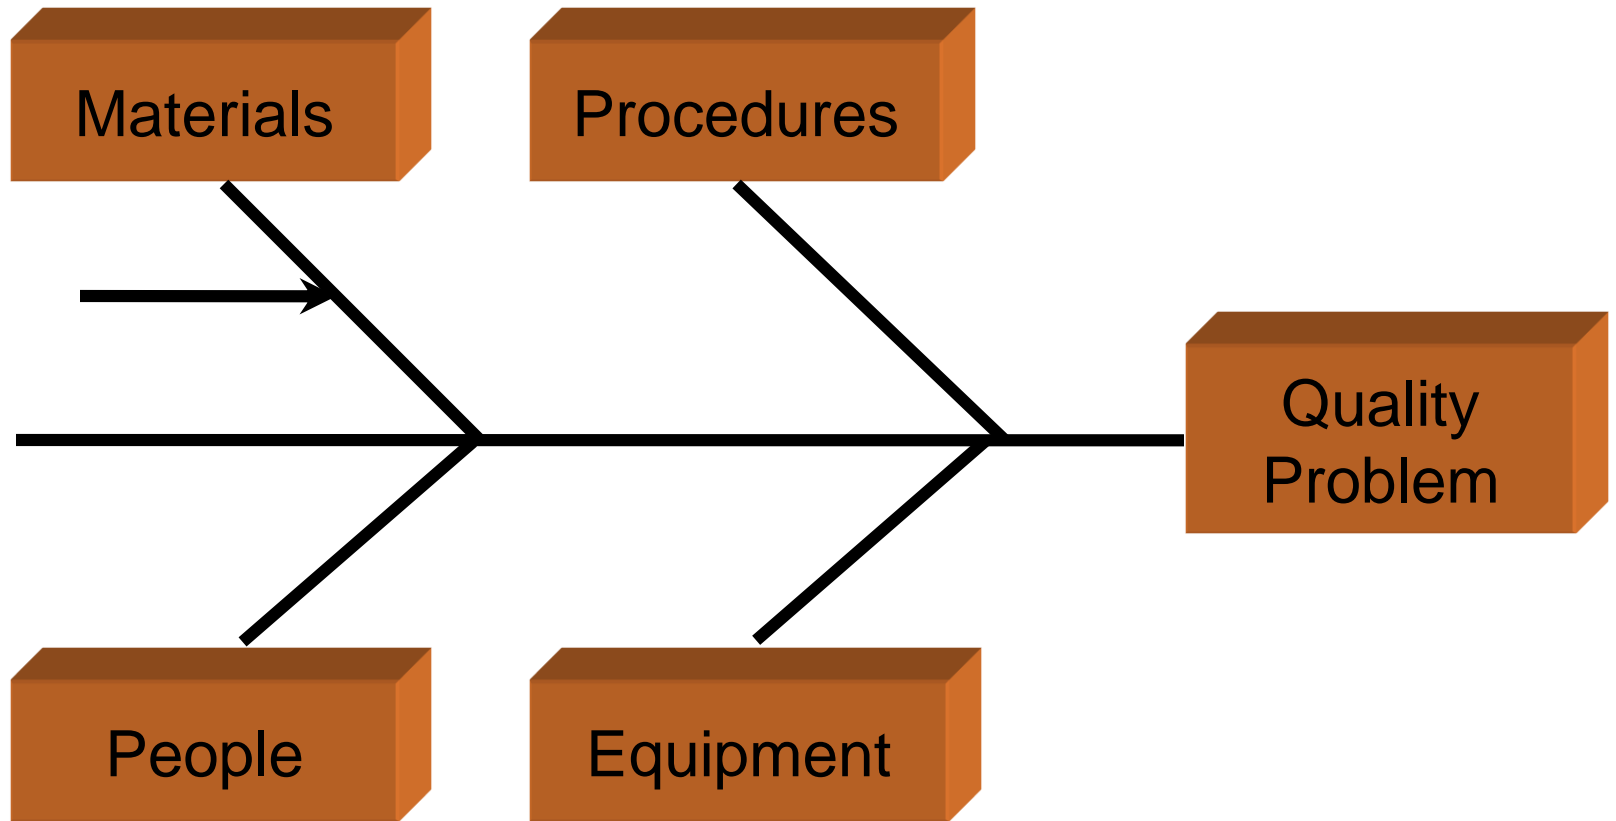 Materials
Procedures
Quality
Problem
People
Equipment